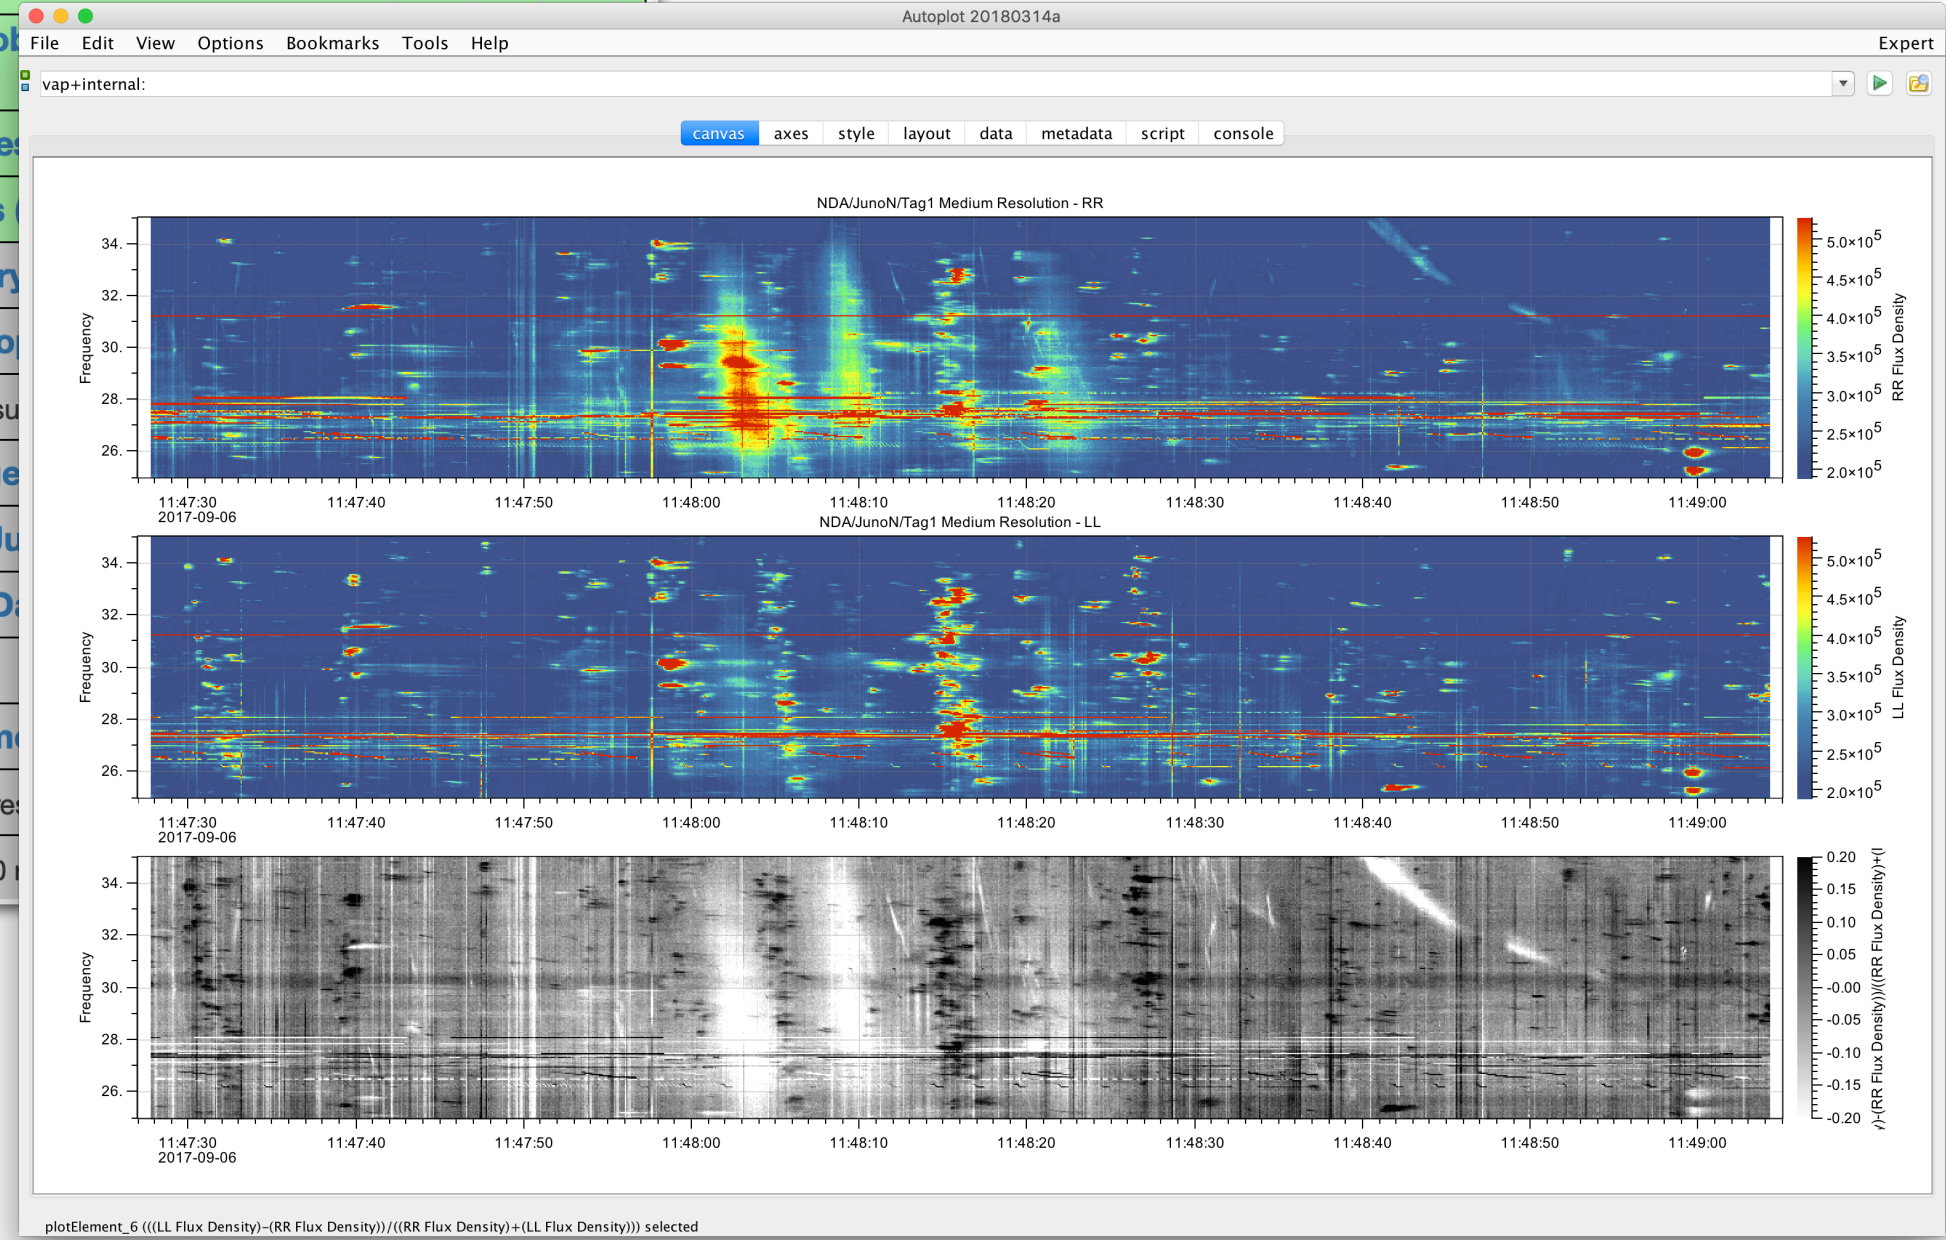 Autoplot 20180314a
File Edit View Options Bookmarks Tools Help Expert
vap+internal:
canvas axes style layout data metadata script console
NDA/JunoN/Tag1 Medium Resolution - RR
Frequency
34.
32.
30.
28.
26.
11:47:30 11:47:40 11:47:50 11:48:00 11:48:10 11:48:20 11:48:30 11:48:40 11:48:50 11:49:00
2017-09-06
5.0×10⁵
4.5×10⁵
4.0×10⁵
3.5×10⁵
3.0×10⁵
2.5×10⁵
2.0×10⁵
RR Flux Density
NDA/JunoN/Tag1 Medium Resolution - LL
Frequency
34.
32.
30.
28.
26.
11:47:30 11:47:40 11:47:50 11:48:00 11:48:10 11:48:20 11:48:30 11:48:40 11:48:50 11:49:00
2017-09-06
5.0×10⁵
4.5×10⁵
4.0×10⁵
3.5×10⁵
3.0×10⁵
2.5×10⁵
2.0×10⁵
LL Flux Density
Frequency
34.
32.
30.
28.
26.
11:47:30 11:47:40 11:47:50 11:48:00 11:48:10 11:48:20 11:48:30 11:48:40 11:48:50 11:49:00
2017-09-06
0.20
0.15
0.10
0.05
-0.00
-0.05
-0.10
-0.15
-0.20
)-(RR Flux Density))/((RR Flux Density)+(
plotElement_6 (((LL Flux Density)-(RR Flux Density))/((RR Flux Density)+(LL Flux Density))) selected